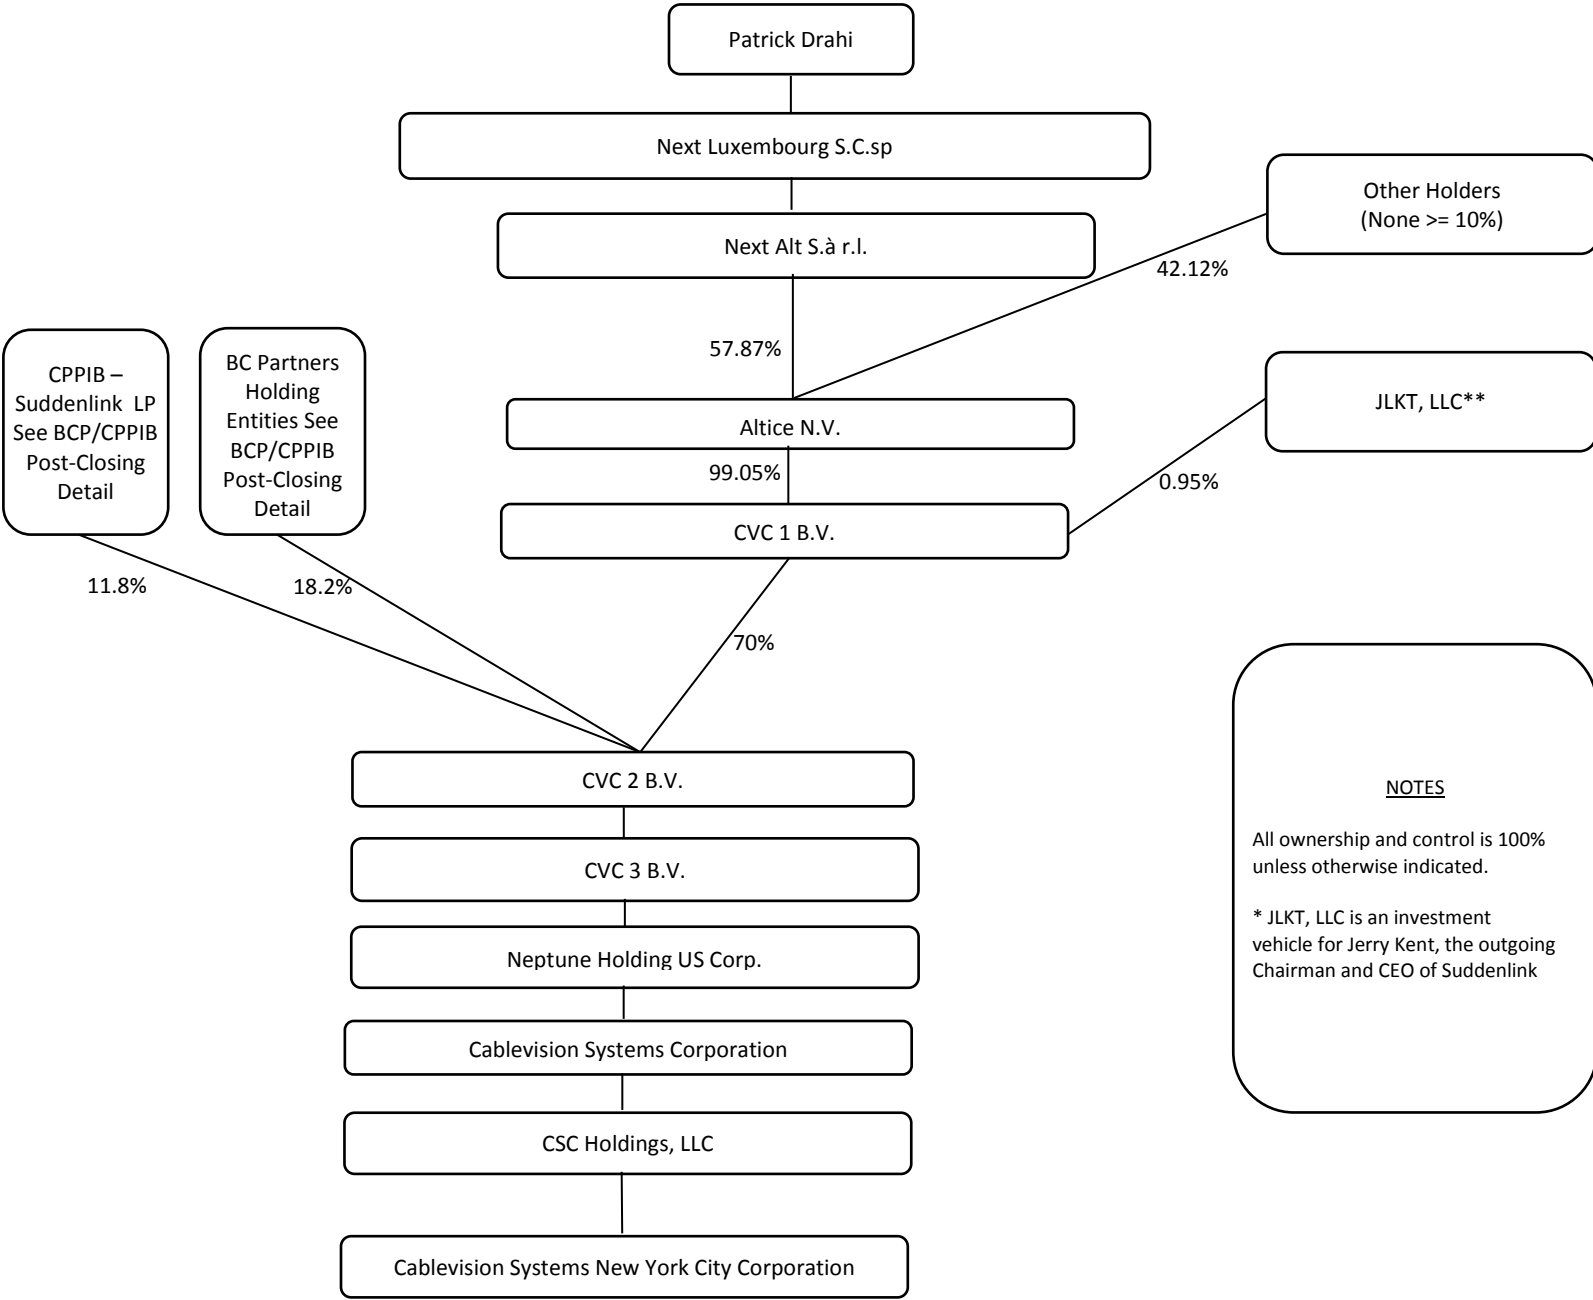 Patrick Drahi
Next Luxembourg S.C.sp
Other Holders
(None >= 10%)
Next Alt S.à r.l.
42.12%
57.87%
CPPIB –
Suddenlink LP
See BCP/CPPIB
Post-Closing
Detail
BC Partners
Holding
Entities See
BCP/CPPIB
Post-Closing
Detail
JLKT, LLC**
Altice N.V.
99.05%
0.95%
CVC 1 B.V.
11.8%
18.2%
70%
CVC 2 B.V.
CVC 3 B.V.
Neptune Holding US Corp.
Cablevision Systems Corporation
CSC Holdings, LLC
Cablevision Systems New York City Corporation
NOTES
All ownership and control is 100%
unless otherwise indicated.
* JLKT, LLC is an investment
vehicle for Jerry Kent, the outgoing
Chairman and CEO of Suddenlink